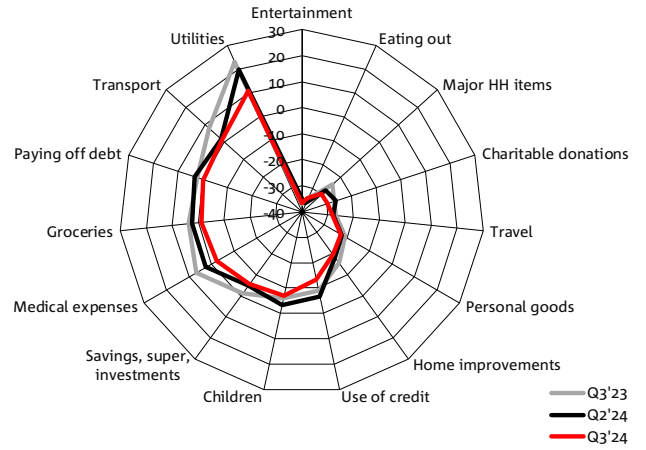 Entertainment
30
Utilities
Eating out
20
Transport
10
Major HH items
0
-10
Paying off debt
Charitable donations
-20
-30
-40
Groceries
Travel
Medical expenses
Personal goods
Savings, super,
investments
Home improvements
Children
Use of credit
Q3'23
Q2'24
Q3'24